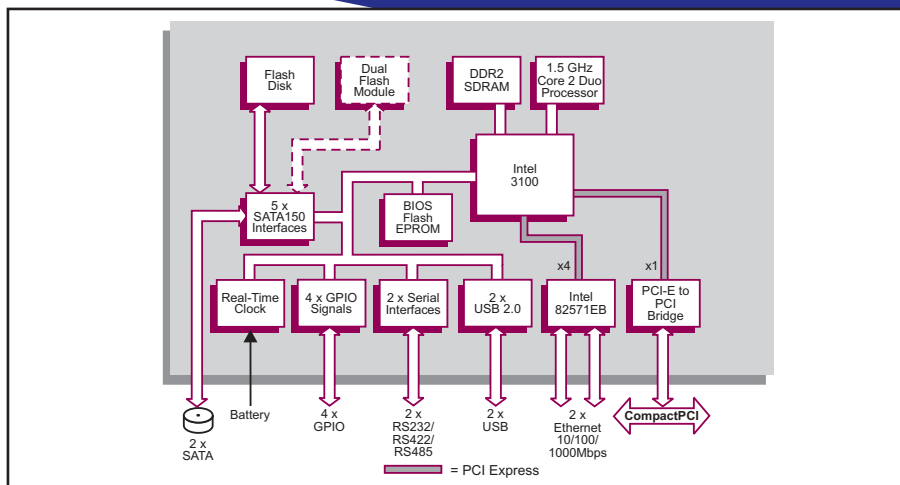 Flash
Disk
Dual
Flash
Module
DDR2
SDRAM
1.5 GHz
Core 2 Duo
Processor
Intel
3100
5 x
SATA150
Interfaces
BIOS
Flash
EPROM
x4
x1
Real-Time
Clock
4 x GPIO
Signals
2 x Serial
Interfaces
2 x
USB 2.0
Intel
82571EB
PCI-E to
PCI
Bridge
2 x
SATA
Battery
4 x
GPIO
2 x
RS232/
RS422/
RS485
2 x
USB
2 x
Ethernet
10/100/
1000Mbps
CompactPCI
= PCI Express